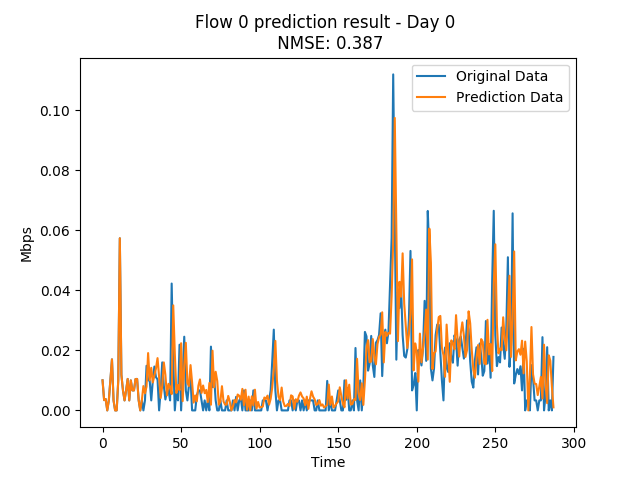 Flow 0 prediction result - Day 0
NMSE: 0.387
Original Data
Prediction Data
Mbps
0.10
0.08
0.06
0.04
0.02
0.00
0 50 100 150 200 250 300
Time